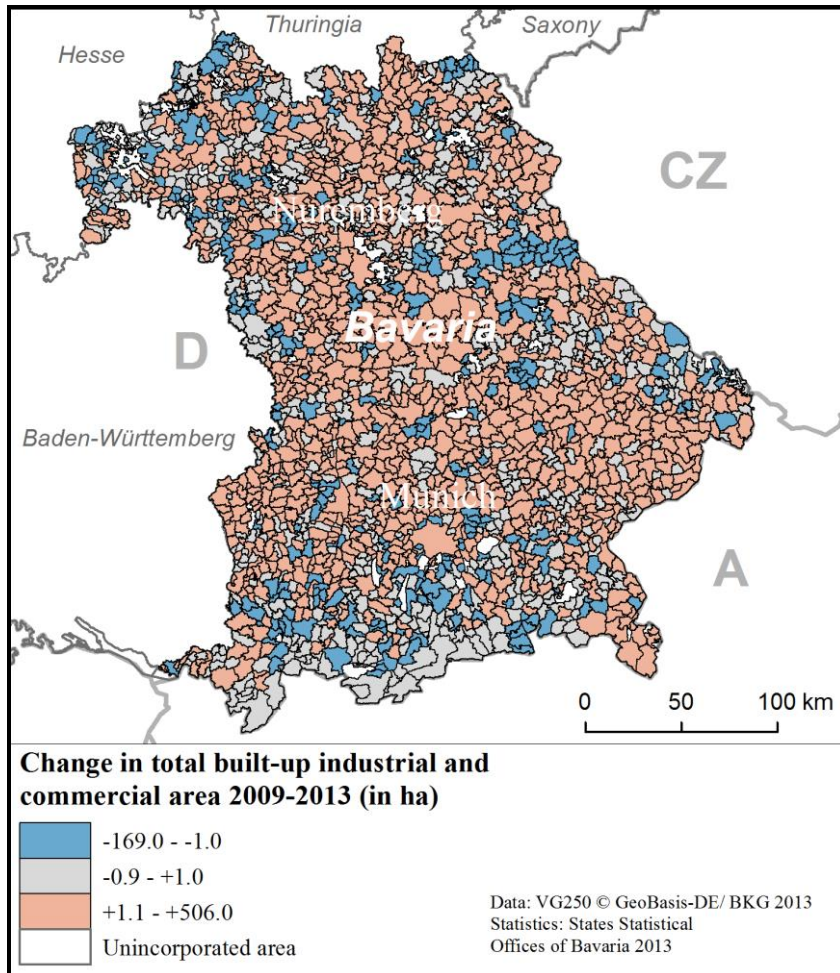 Thuringia
Saxony
Hesse
CZ
Nuremberg
Bavaria
D
Baden-Württemberg
Munich
A
0 50 100 km
Change in total built-up industrial and
commercial area 2009-2013 (in ha)
-169.0 - -1.0
-0.9 - +1.0
+1.1 - +506.0
Unincorporated area
Data: VG250 © GeoBasis-DE/ BKG 2013
Statistics: States Statistical
Offices of Bavaria 2013